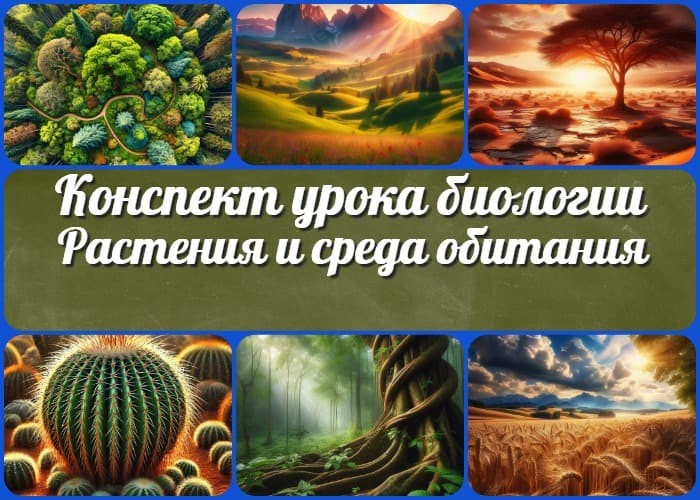 Конспект урока биологии
Растения и среда обитания